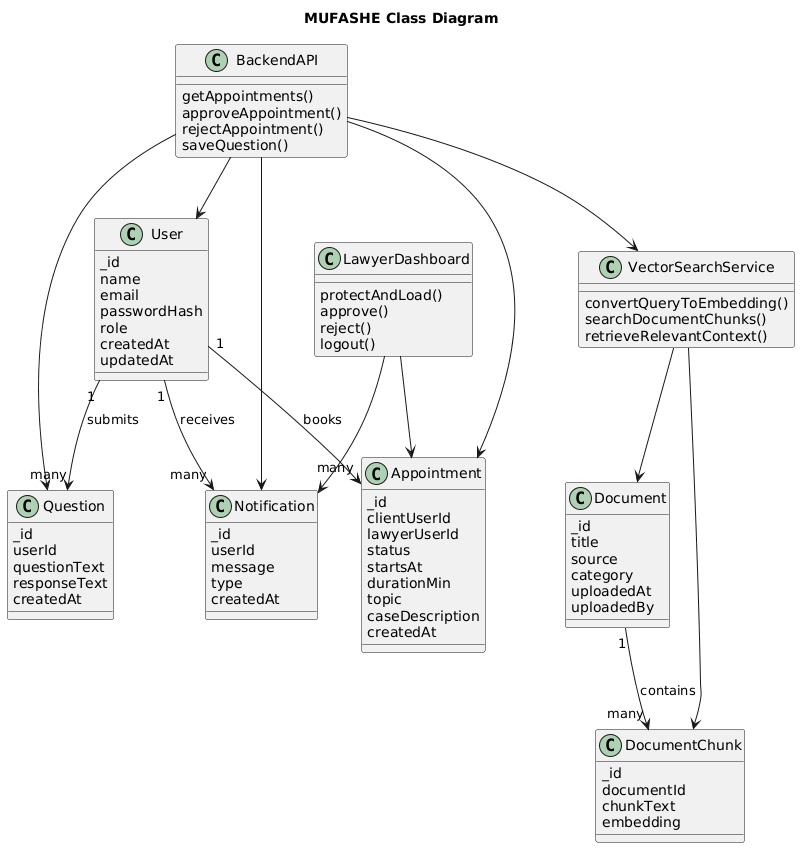 MUFASHE Class Diagram
C BackendAPI
getAppointments()
approveAppointment()
rejectAppointment()
saveQuestion()
C User
_id
name
email
passwordHash
role
createdAt
updatedAt
C LawyerDashboard
protectAndLoad()
approve()
reject()
logout()
C VectorSearchService
convertQueryToEmbedding()
searchDocumentChunks()
retrieveRelevantContext()
1
1
1
submits
receives
books
many
many
many
C Question
_id
userId
questionText
responseText
createdAt
C Notification
_id
userId
message
type
createdAt
C Appointment
_id
clientUserId
lawyerUserId
status
startsAt
durationMin
topic
caseDescription
createdAt
C Document
_id
title
source
category
uploadedAt
uploadedBy
1
contains
many
C DocumentChunk
_id
documentId
chunkText
embedding